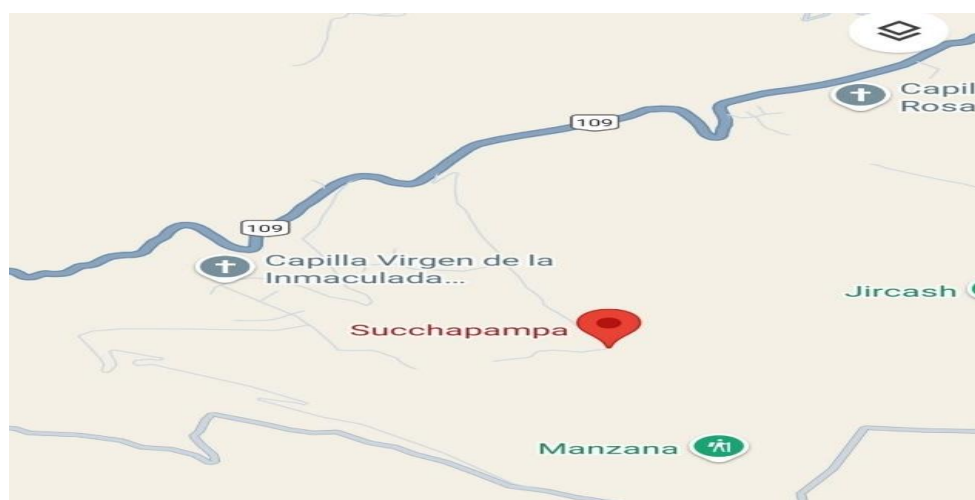 Capil
Rosa
109
109
Capilla Virgen de la
Inmaculada...
Jircash
Succhapampa
Manzana